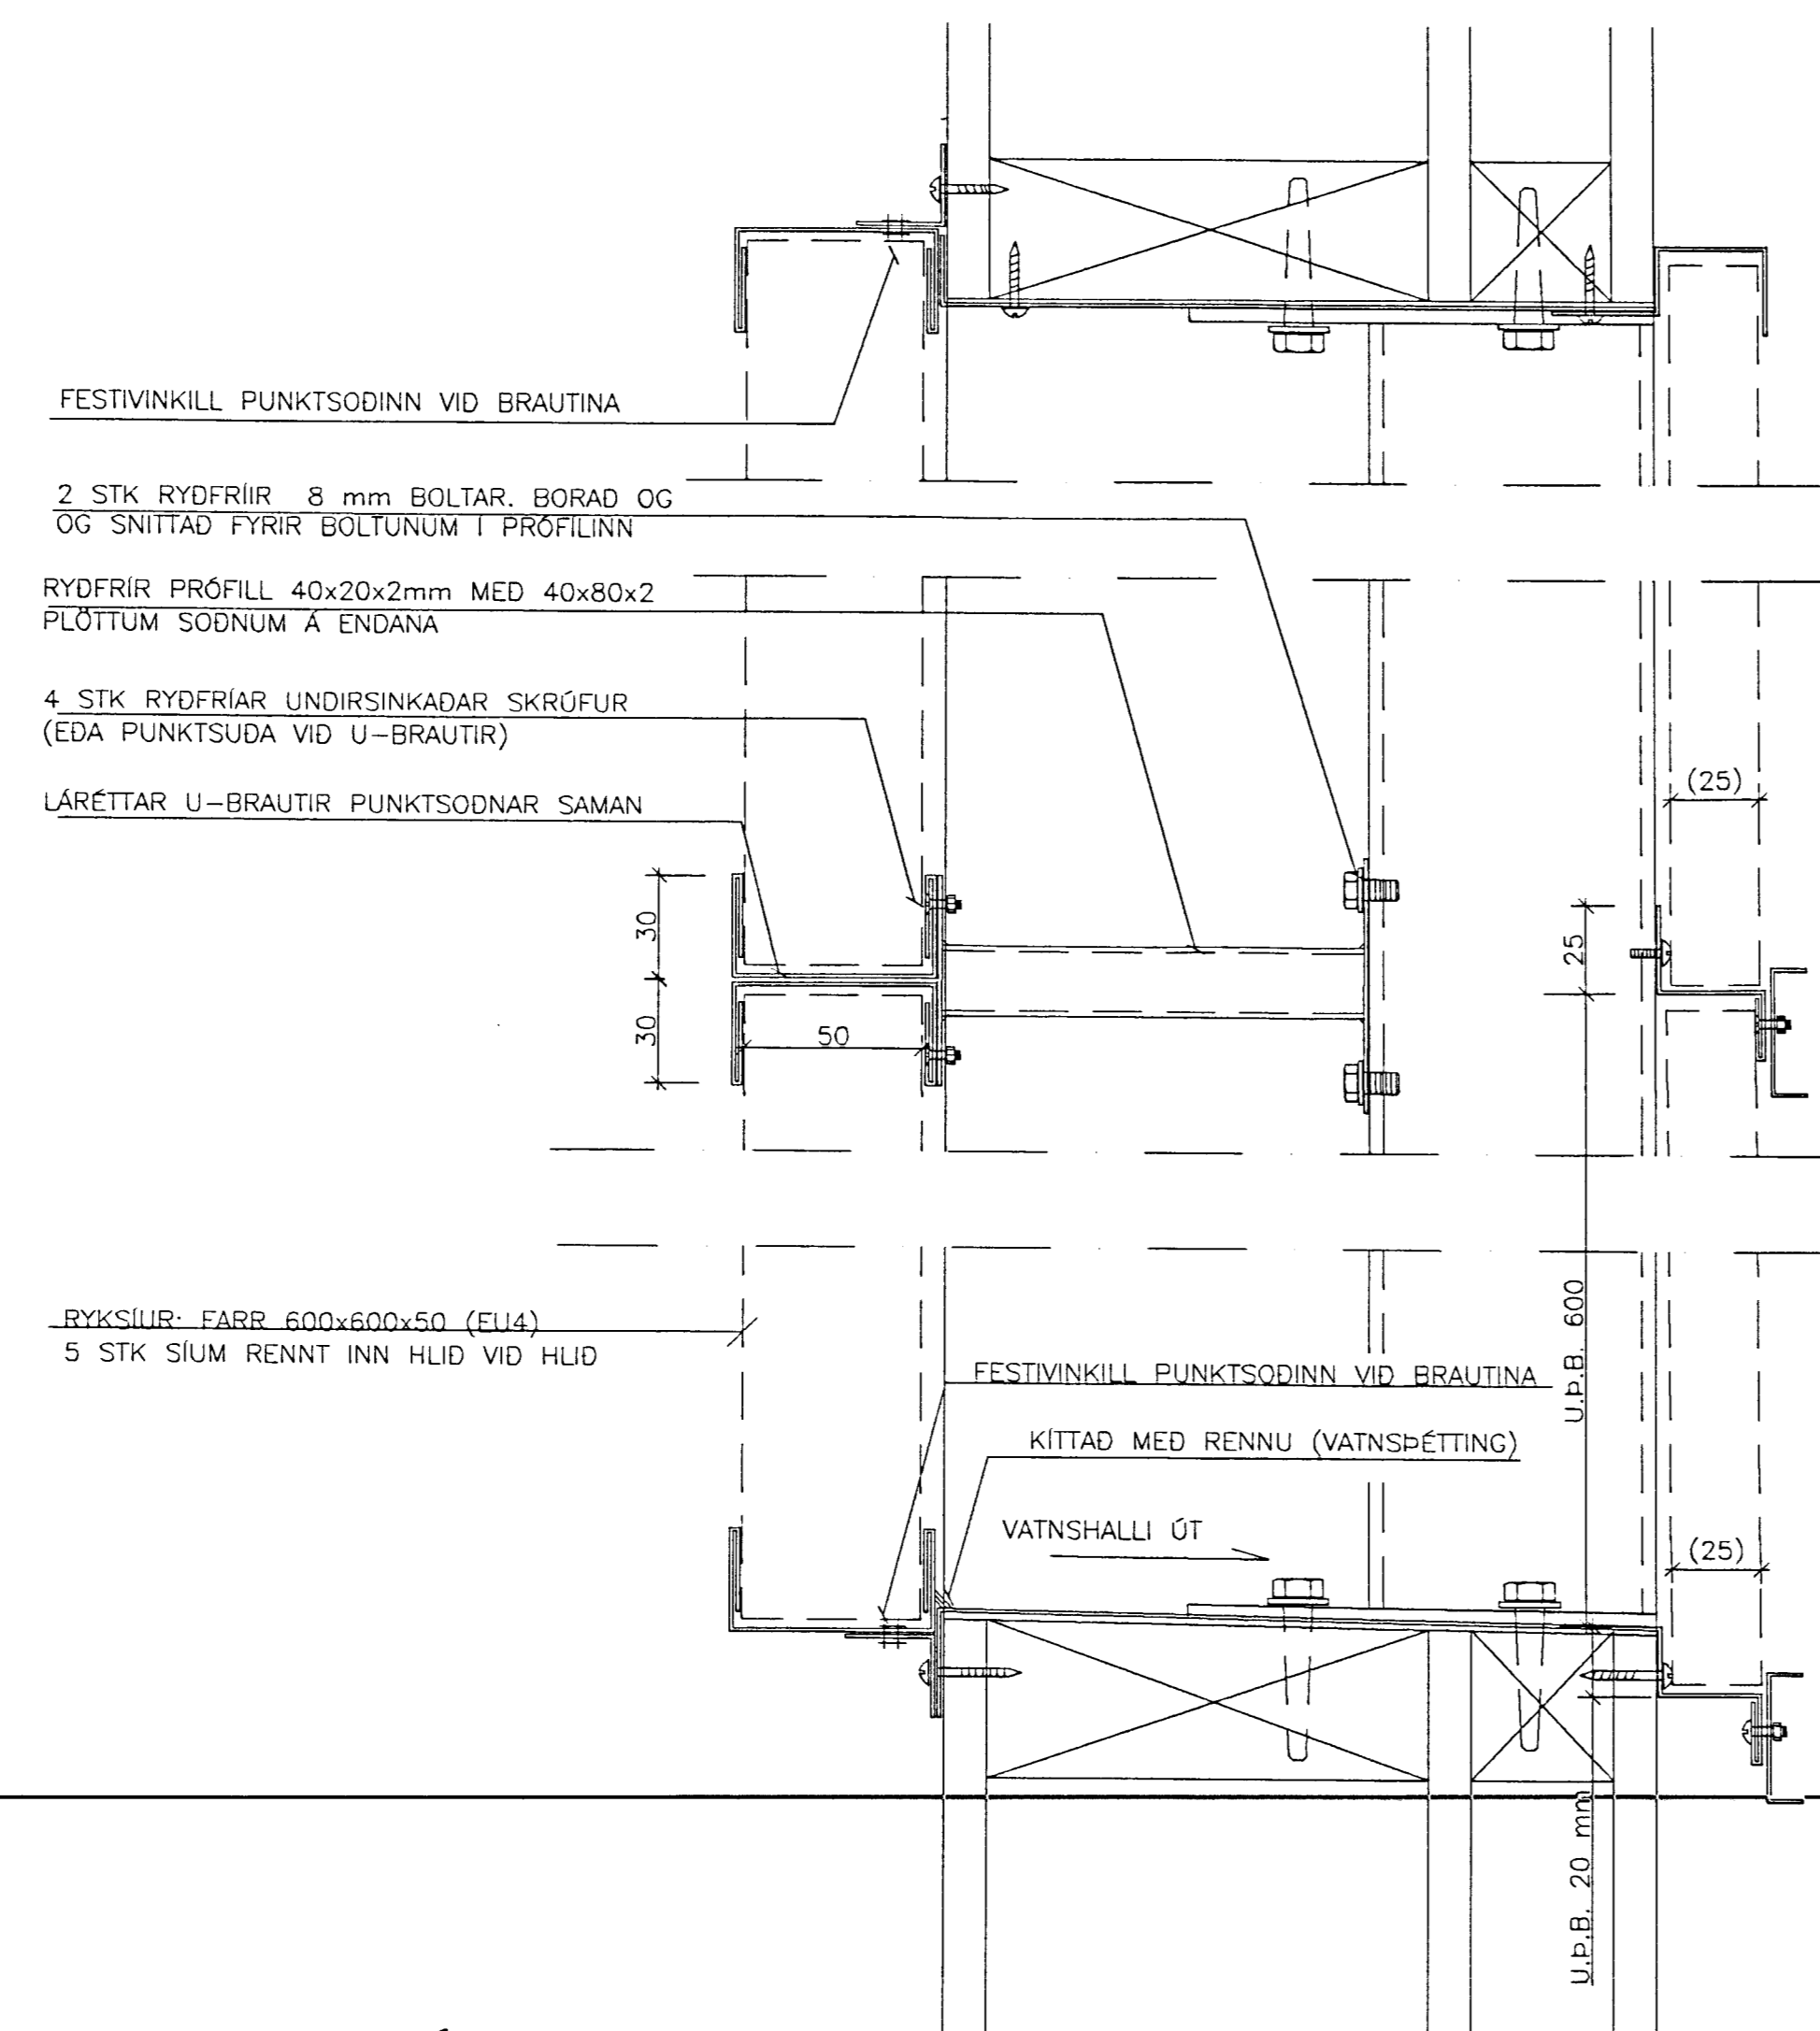 FESTIVINKILL PUNKTSOÐINN VIÐ BRAUTINA
2 STK RYÐFRÍIR 8 mm BOLTAR. BORAÐ OG
OG SNITTAÐ FYRIR BOLTUNUM Í PRÓFÍLINN
RYÐFRÍR PRÓFILL 40x20x2mm MEÐ 40x80x2
PLÖTTUM SOÐNUM Á ENDANA
4 STK RYÐFRÍAR UNDIRSINKAÐAR SKRÚFUR
(EÐA PUNKTSUÐA VIÐ U-BRAUTIR)
LÁRÉTTAR U-BRAUTIR PUNKTSOÐNAR SAMAN
(25)
30
25
30
50
U.Þ.B. 600
RYKSÍUR: FARR 600x600x50 (EU4)
5 STK SÍUM RENNT INN HLIÐ VIÐ HLIÐ
FESTIVINKILL PUNKTSOÐINN VIÐ BRAUTINA
KÍTTAÐ MEÐ RENNU (VATNSÞÉTTING)
VATNSHALLI ÚT
(25)
U.Þ.B. 20 mm